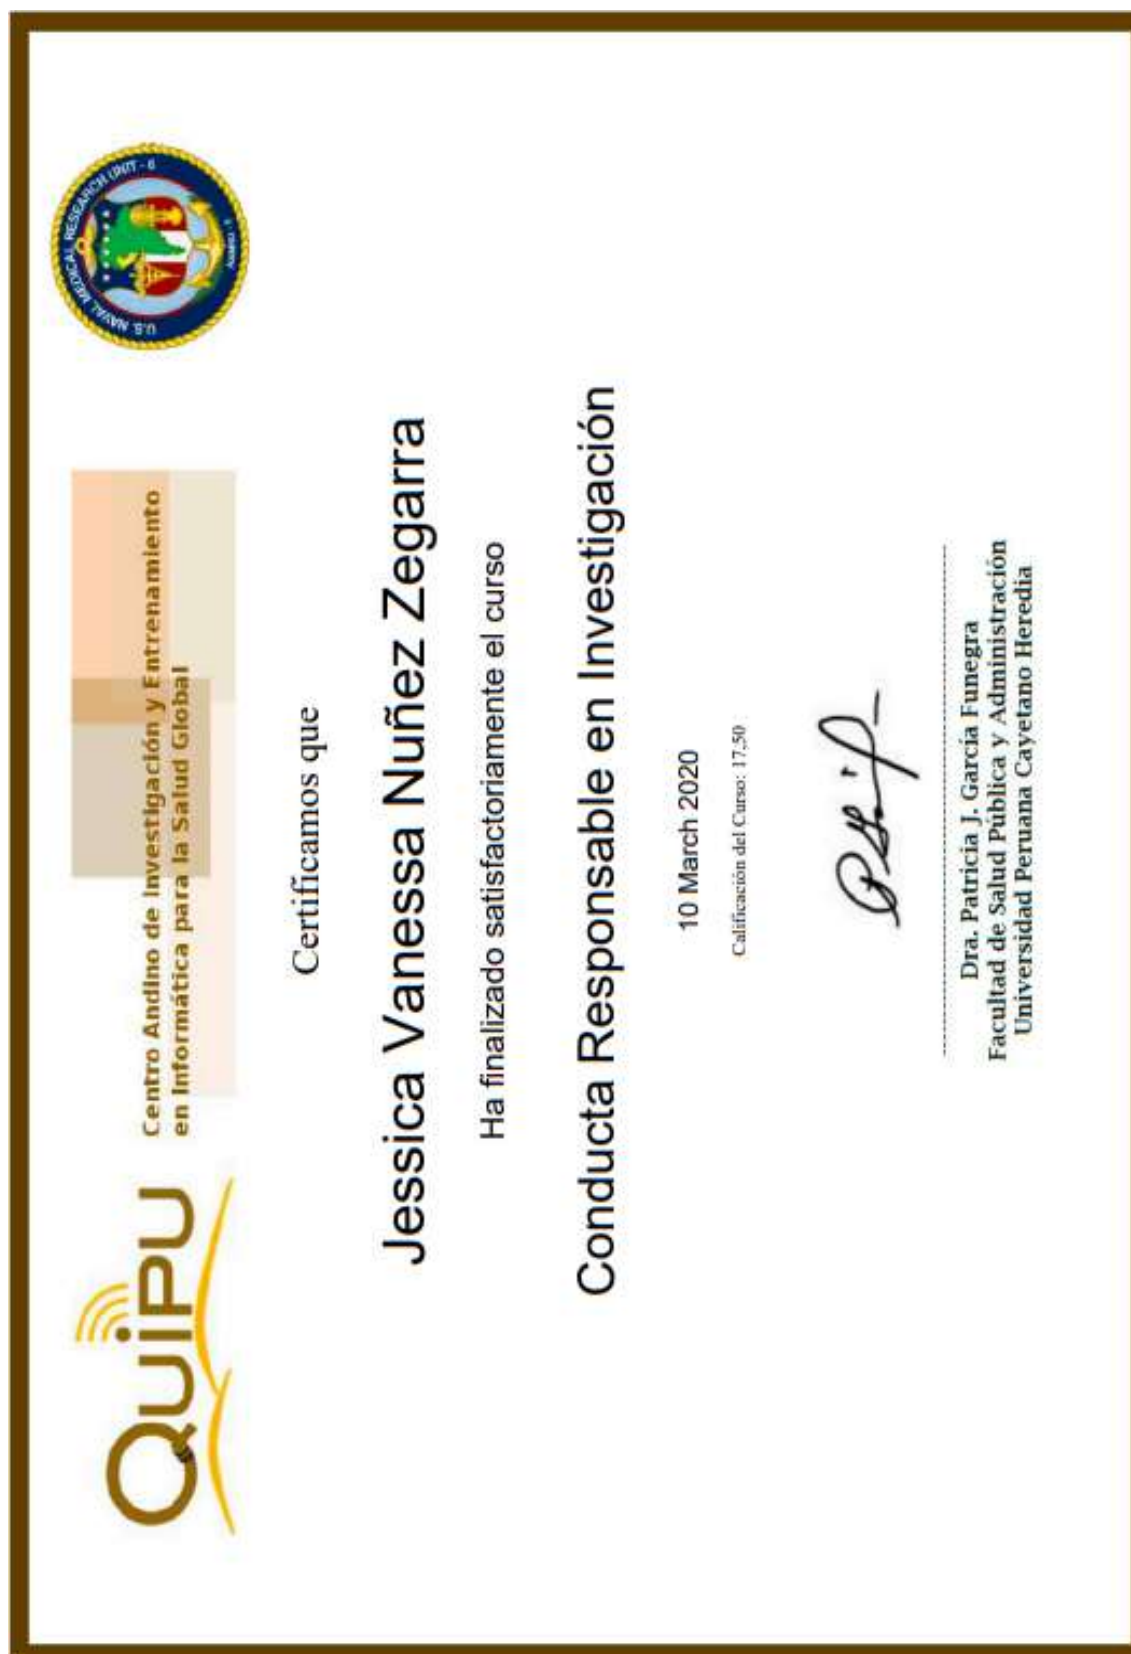 QUiPU
Centro Andino de Investigación y Entrenamiento
en Informática para la Salud Global
U.S. NAVAL MEDICAL RESEARCH UNIT - 6
Certificamos que
Jessica Vanessa Nuñez Zegarra
Ha finalizado satisfactoriamente el curso
Conducta Responsable en Investigación
10 March 2020
Calificación del Curso: 17.50
Dra. Patricia J. García Funegra
Facultad de Salud Pública y Administración
Universidad Peruana Cayetano Heredia